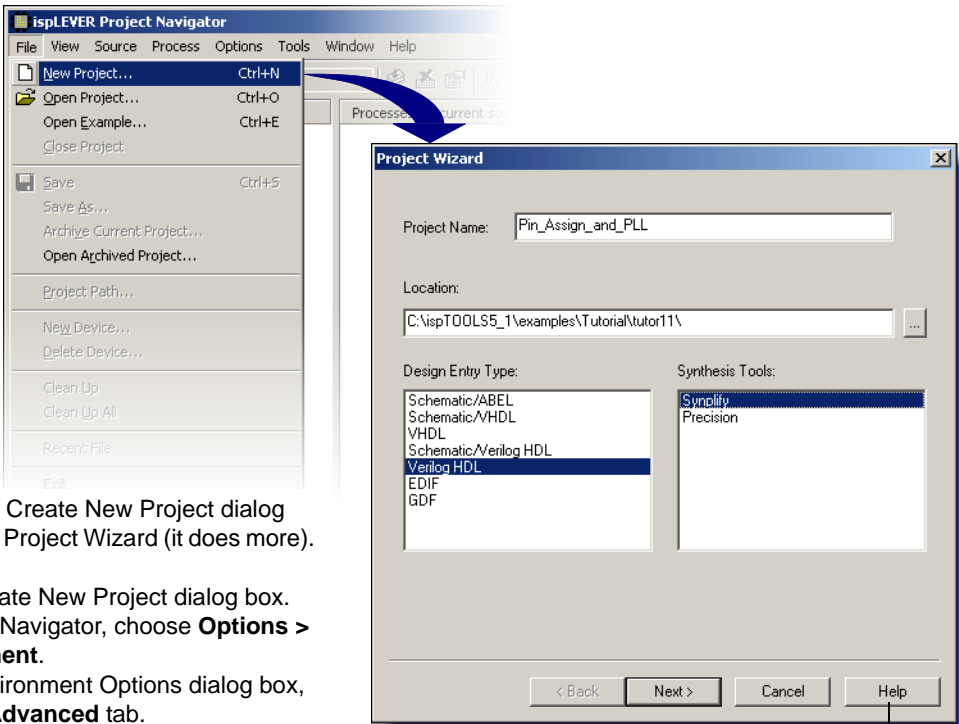 ispLEVER Project Navigator
File View Source Process Options Tools Window Help
New Project... Ctrl+N
Open Project... Ctrl+O
Open Example... Ctrl+E
Close Project
Save Ctrl+S
Save As...
Archive Current Project...
Open Archived Project...
Project Path...
New Device...
Delete Device...
Clean Up
Clean Up All
Recent File
Exit
Project Wizard
Project Name: Pin_Assign_and_PLL
Location:
C:\ispTOOLS5_1\examples\Tutorial\tutor11\ ...
Design Entry Type:
Schematic/ABEL
Schematic/VHDL
VHDL
Schematic/Verilog HDL
Verilog HDL
EDIF
GDF
Synthesis Tools:
Synplify
Precision
< Back Next > Cancel Help
Create New Project dialog
Project Wizard (it does more).
ate New Project dialog box.
Navigator, choose Options >
ent.
ironment Options dialog box,
dvanced tab.